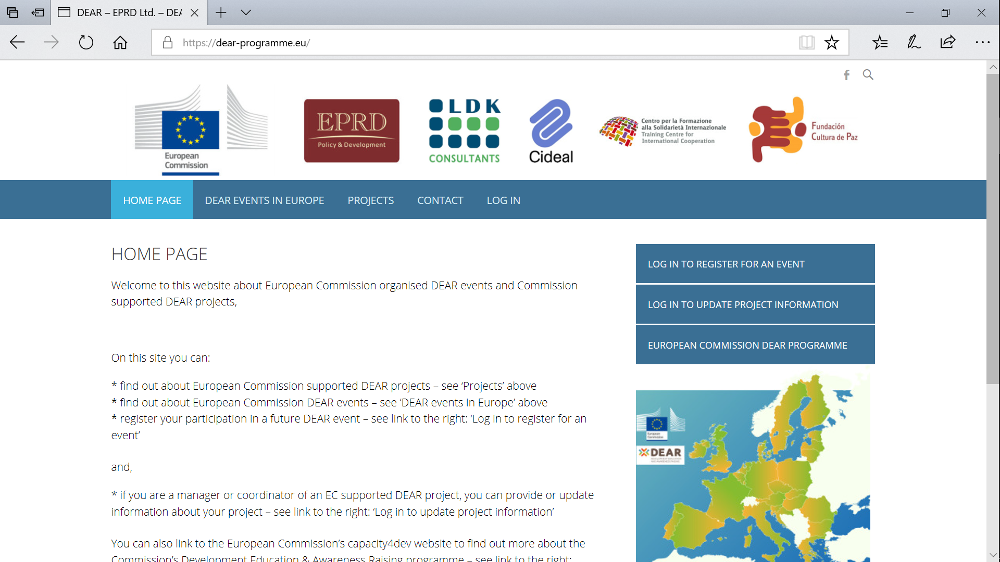 DEAR – EPRD Ltd. – DEA
https://dear-programme.eu/
European
Commission
EPRD
Policy & Development
LDK
CONSULTANTS
Cideal
Centro per la Formazione
alla Solidarietà Internazionale
Training Centre for
International Cooperation
Fundación
Cultura de Paz
HOME PAGE
DEAR EVENTS IN EUROPE
PROJECTS
CONTACT
LOG IN
HOME PAGE
Welcome to this website about European Commission organised DEAR events and Commission
supported DEAR projects,
On this site you can:
* find out about European Commission supported DEAR projects – see ‘Projects’ above
* find out about European Commission DEAR events – see ‘DEAR events in Europe’ above
* register your participation in a future DEAR event – see link to the right: ‘Log in to register for an
event’
and,
* if you are a manager or coordinator of an EC supported DEAR project, you can provide or update
information about your project – see link to the right: ‘Log in to update project information’
You can also link to the European Commission’s capacity4dev website to find out more about the
Commission’s Development Education & Awareness Raising programme – see link to the right:
LOG IN TO REGISTER FOR AN EVENT
LOG IN TO UPDATE PROJECT INFORMATION
EUROPEAN COMMISSION DEAR PROGRAMME
European
Commission
DEAR